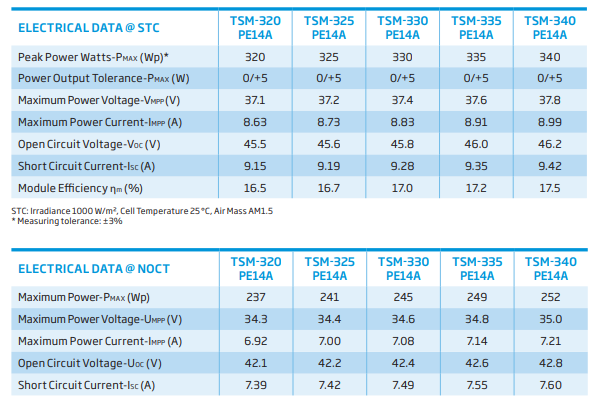 ELECTRICAL DATA @ STC TSM-320 PE14A TSM-325 PE14A TSM-330 PE14A TSM-335 PE14A TSM-340 PE14A
Peak Power Watts-PMAX (Wp)* 320 325 330 335 340
Power Output Tolerance-PMAX (W) 0/+5 0/+5 0/+5 0/+5 0/+5
Maximum Power Voltage-VMPP (V) 37.1 37.2 37.4 37.6 37.8
Maximum Power Current-IMPP (A) 8.63 8.73 8.83 8.91 8.99
Open Circuit Voltage-VOC (V) 45.5 45.6 45.8 46.0 46.2
Short Circuit Current-ISC (A) 9.15 9.19 9.28 9.35 9.42
Module Efficiency ηm (%) 16.5 16.7 17.0 17.2 17.5
STC: Irradiance 1000 W/m², Cell Temperature 25°C, Air Mass AM1.5
* Measuring tolerance: ±3%
ELECTRICAL DATA @ NOCT TSM-320 PE14A TSM-325 PE14A TSM-330 PE14A TSM-335 PE14A TSM-340 PE14A
Maximum Power-PMAX (Wp) 237 241 245 249 252
Maximum Power Voltage-UMPP (V) 34.3 34.4 34.6 34.8 35.0
Maximum Power Current-IMPP (A) 6.92 7.00 7.08 7.14 7.21
Open Circuit Voltage-UOC (V) 42.1 42.2 42.4 42.6 42.8
Short Circuit Current-ISC (A) 7.39 7.42 7.49 7.55 7.60